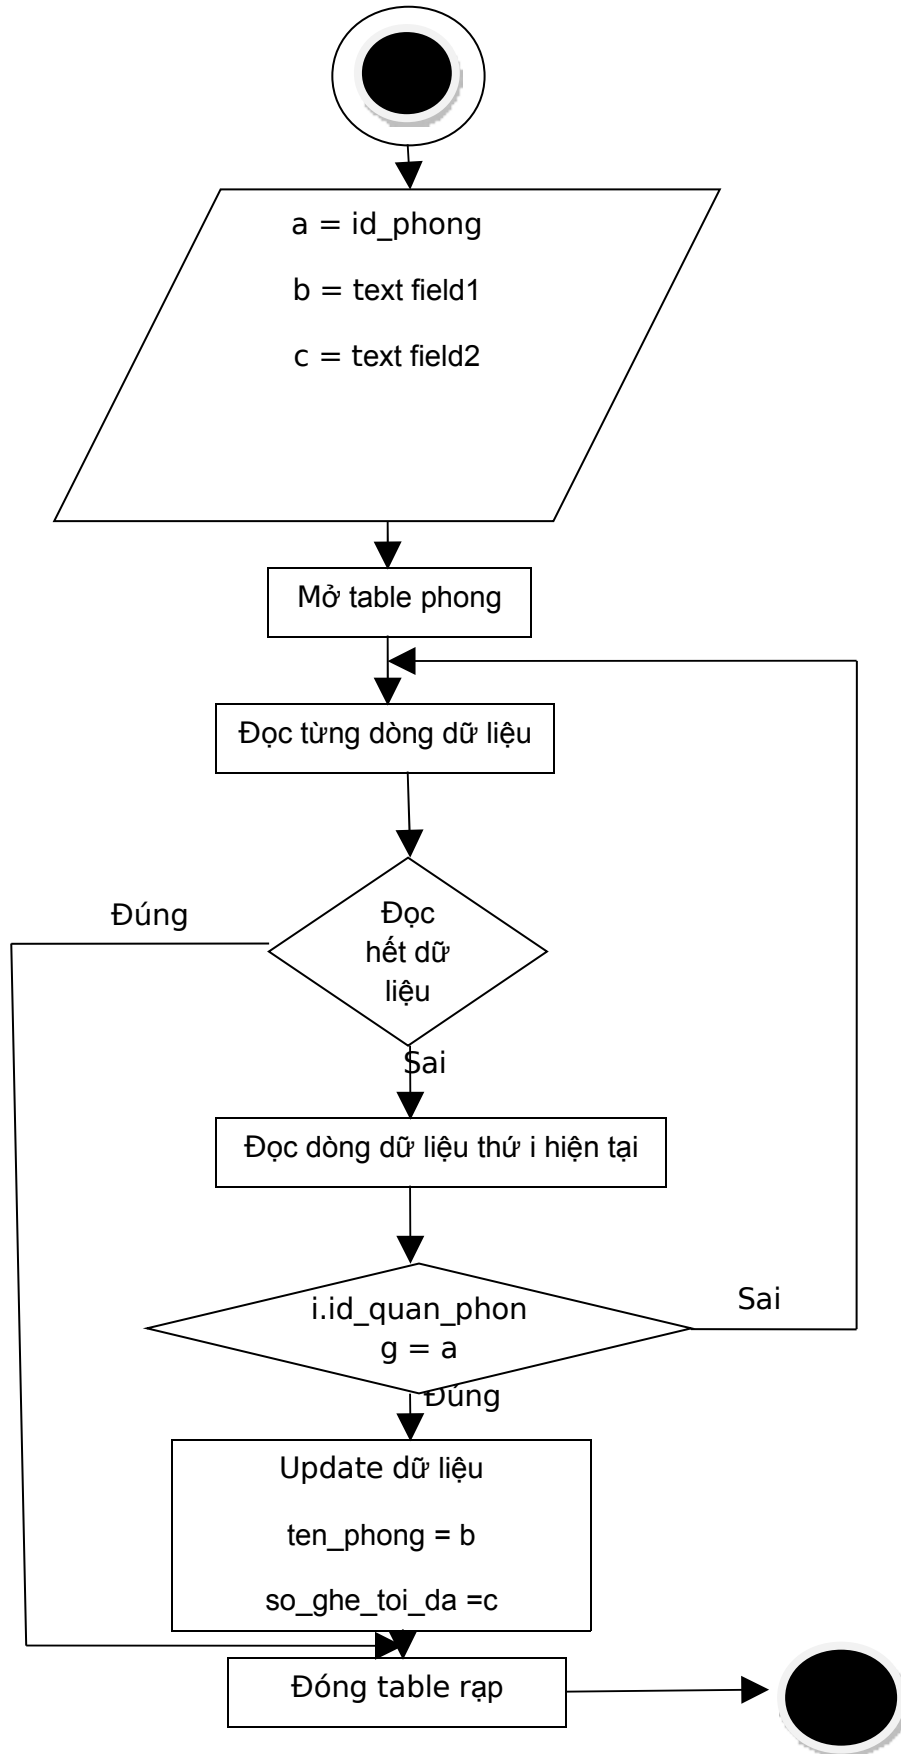 a = id_phong
b = text field1
c = text field2
Mở table phong
Đọc từng dòng dữ liệu
Đúng
Đọc
hết dữ
liệu
Sai
Đọc dòng dữ liệu thứ i hiện tại
Sai
i.id_quan_phon
g = a
Đúng
Update dữ liệu
ten_phong = b
so_ghe_toi_da =c
Đóng table rạp